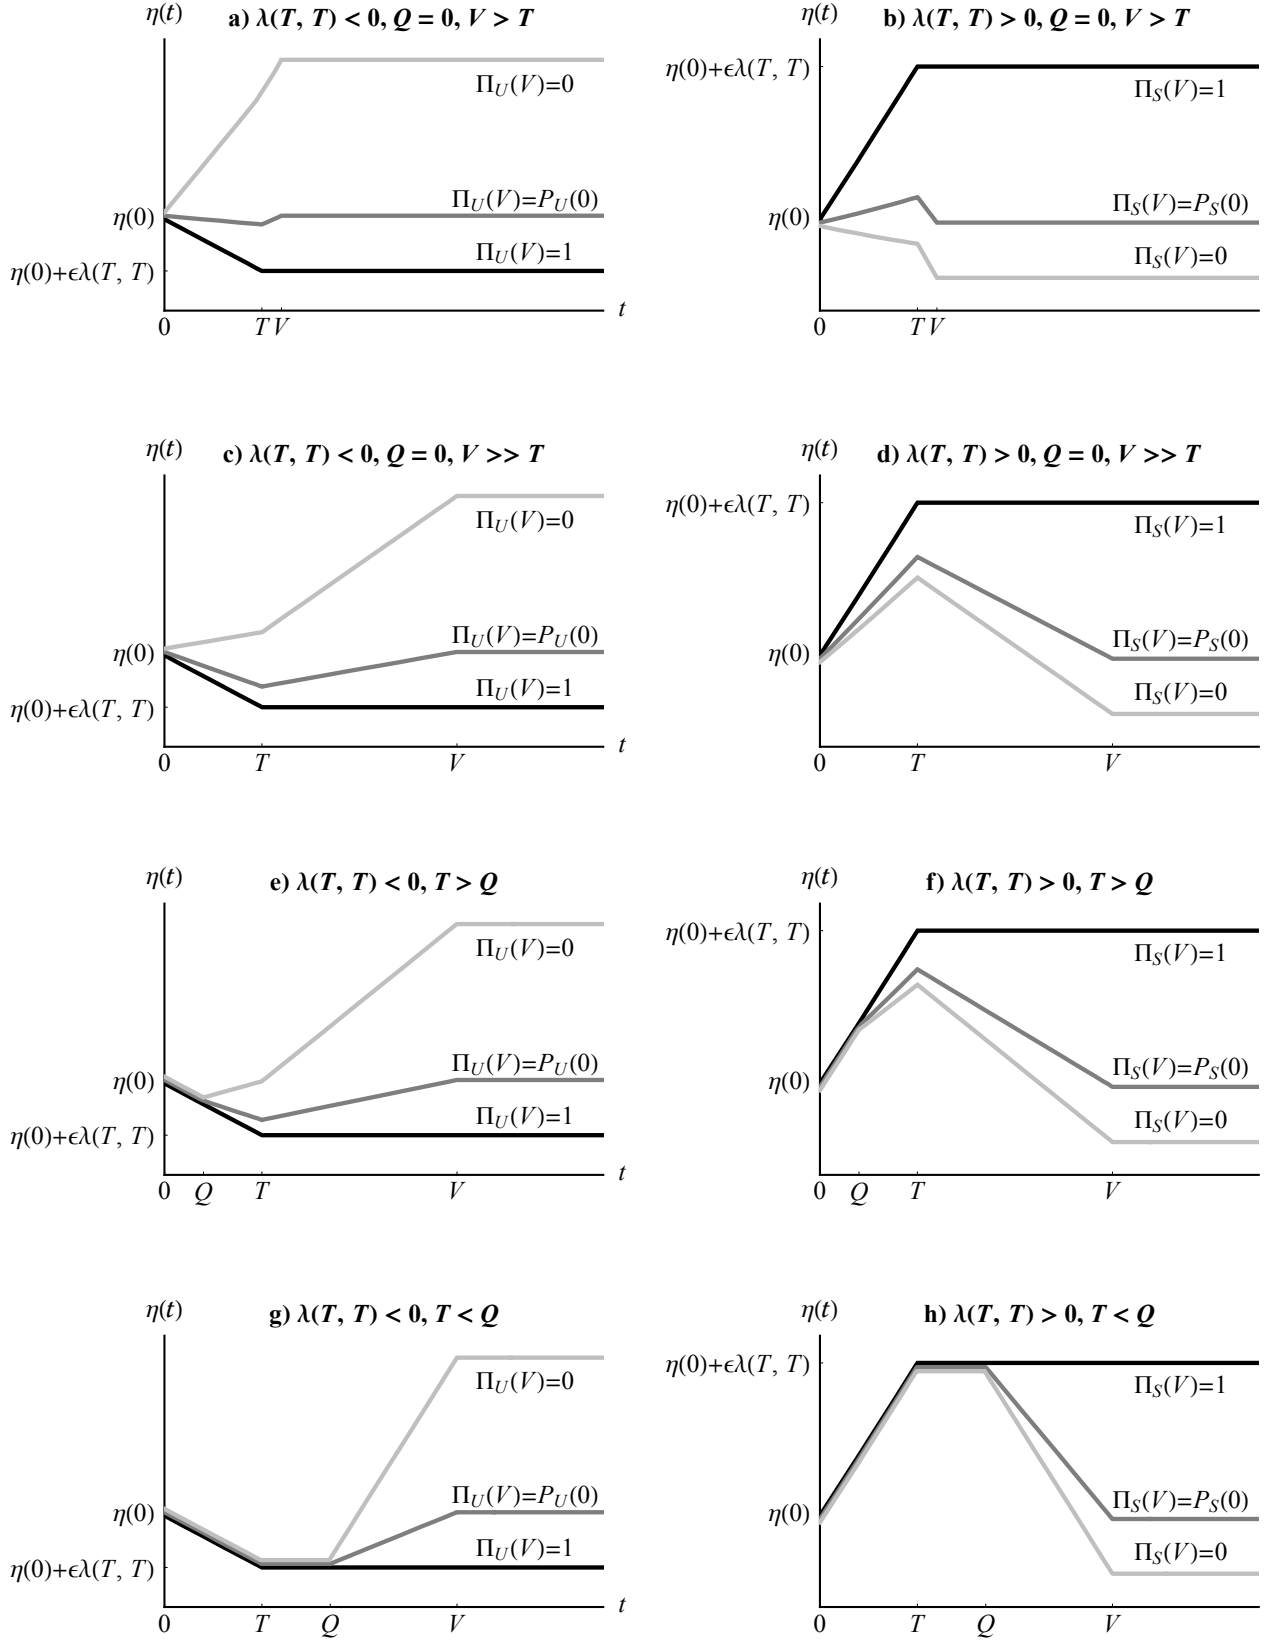 η(t) a) λ(T, T) < 0, Q = 0, V > T
Π_U(V)=0
η(0)
Π_U(V)=P_U(0)
Π_U(V)=1
η(0)+ϵλ(T, T)
t
0 T V
η(t) b) λ(T, T) > 0, Q = 0, V > T
η(0)+ϵλ(T, T)
Π_S(V)=1
Π_S(V)=P_S(0)
η(0)
Π_S(V)=0
0 T V
η(t) c) λ(T, T) < 0, Q = 0, V >> T
Π_U(V)=0
Π_U(V)=P_U(0)
η(0)
Π_U(V)=1
η(0)+ϵλ(T, T)
t
0 T V
η(t) d) λ(T, T) > 0, Q = 0, V >> T
η(0)+ϵλ(T, T)
Π_S(V)=1
Π_S(V)=P_S(0)
η(0)
Π_S(V)=0
0 T V
η(t) e) λ(T, T) < 0, T > Q
Π_U(V)=0
Π_U(V)=P_U(0)
η(0)
Π_U(V)=1
η(0)+ϵλ(T, T)
t
0 Q T V
η(t) f) λ(T, T) > 0, T > Q
η(0)+ϵλ(T, T)
Π_S(V)=1
Π_S(V)=P_S(0)
η(0)
Π_S(V)=0
0 Q T V
η(t) g) λ(T, T) < 0, T < Q
Π_U(V)=0
Π_U(V)=P_U(0)
η(0)
Π_U(V)=1
η(0)+ϵλ(T, T)
t
0 T Q V
η(t) h) λ(T, T) > 0, T < Q
η(0)+ϵλ(T, T)
Π_S(V)=1
Π_S(V)=P_S(0)
η(0)
Π_S(V)=0
0 T Q V